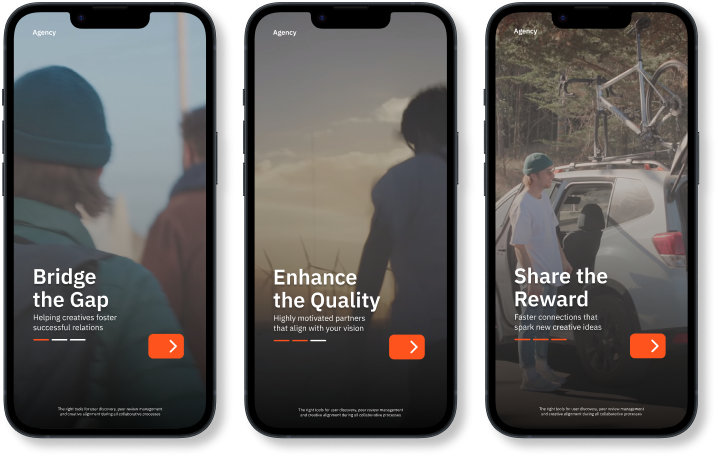 Agency
Bridge
the Gap
Helping creatives foster
successful relations
The right tools for user discovery, peer review management
and creative alignment during all collaborative processes
Agency
Enhance
the Quality
Highly motivated partners
that align with your vision
The right tools for user discovery, peer review management
and creative alignment during all collaborative processes
Agency
Share the
Reward
Faster connections that
spark new creative ideas
The right tools for user discovery, peer review management
and creative alignment during all collaborative processes